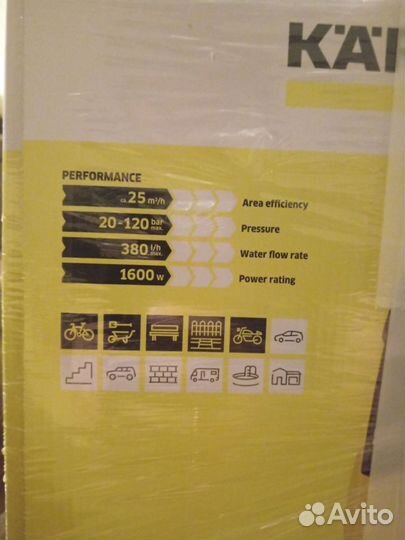 KÄ
PERFORMANCE
ca. 25 m²/h Area efficiency
20-120 bar max. Pressure
380 l/h max. Water flow rate
1600 W Power rating
Avito